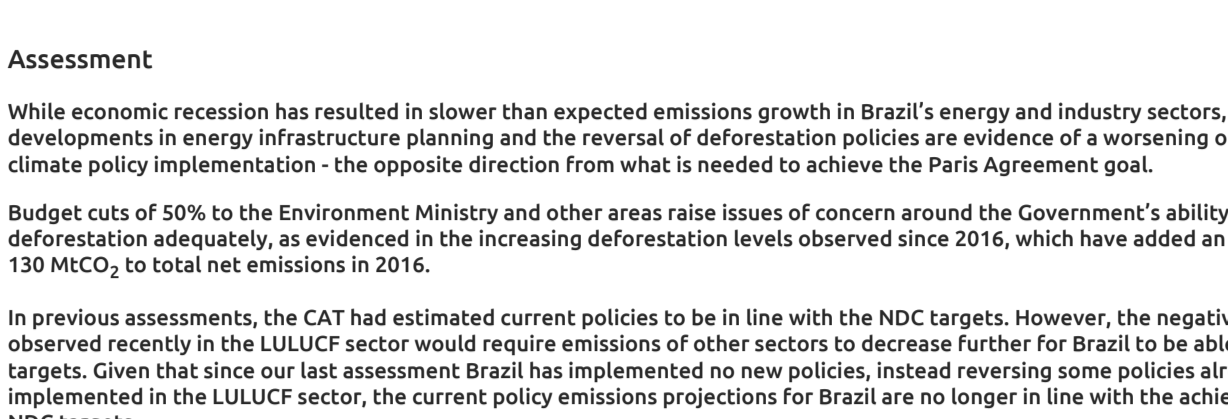 Assessment
While economic recession has resulted in slower than expected emissions growth in Brazil’s energy and industry sectors,
developments in energy infrastructure planning and the reversal of deforestation policies are evidence of a worsening
climate policy implementation - the opposite direction from what is needed to achieve the Paris Agreement goal.
Budget cuts of 50% to the Environment Ministry and other areas raise issues of concern around the Government’s ability
deforestation adequately, as evidenced in the increasing deforestation levels observed since 2016, which have added an
130 MtCO₂ to total net emissions in 2016.
In previous assessments, the CAT had estimated current policies to be in line with the NDC targets. However, the
observed recently in the LULUCF sector would require emissions of other sectors to decrease further for Brazil to be
targets. Given that since our last assessment Brazil has implemented no new policies, instead reversing some policies
implemented in the LULUCF sector, the current policy emissions projections for Brazil are no longer in line with the